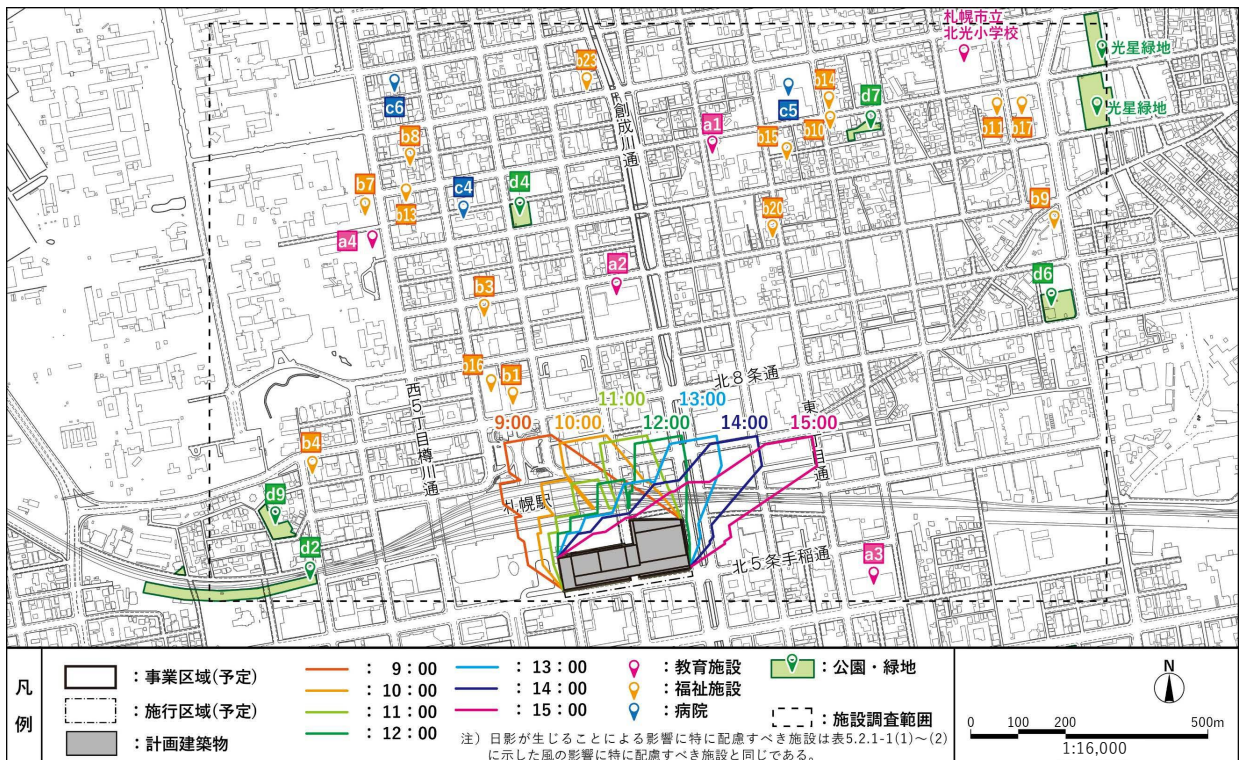 札幌市立
北光小学校
光星緑地
光星緑地
b23
c6
b14
d7
c5
b10
b11
b17
b15
a1
b8
創成川通
b7
b13
c4
d4
b20
b9
a4
a2
d6
b3
b16
b1
西5丁目樽川通
北8条通
11:00
13:00
9:00
10:00
12:00
14:00
15:00
b4
札幌駅
d9
d2
北5条手稲通
a3
凡例
：事業区域(予定)
：施行区域(予定)
：計画建築物
： 9：00
： 10：00
： 11：00
： 12：00
： 13：00
： 14：00
： 15：00
：教育施設
：福祉施設
：病院
：公園・緑地
：施設調査範囲
注）日影が生じることによる影響に特に配慮すべき施設は表5.2.1-1(1)～(2)
に示した風の影響に特に配慮すべき施設と同じである。
N
0 100 200 500m
1:16,000